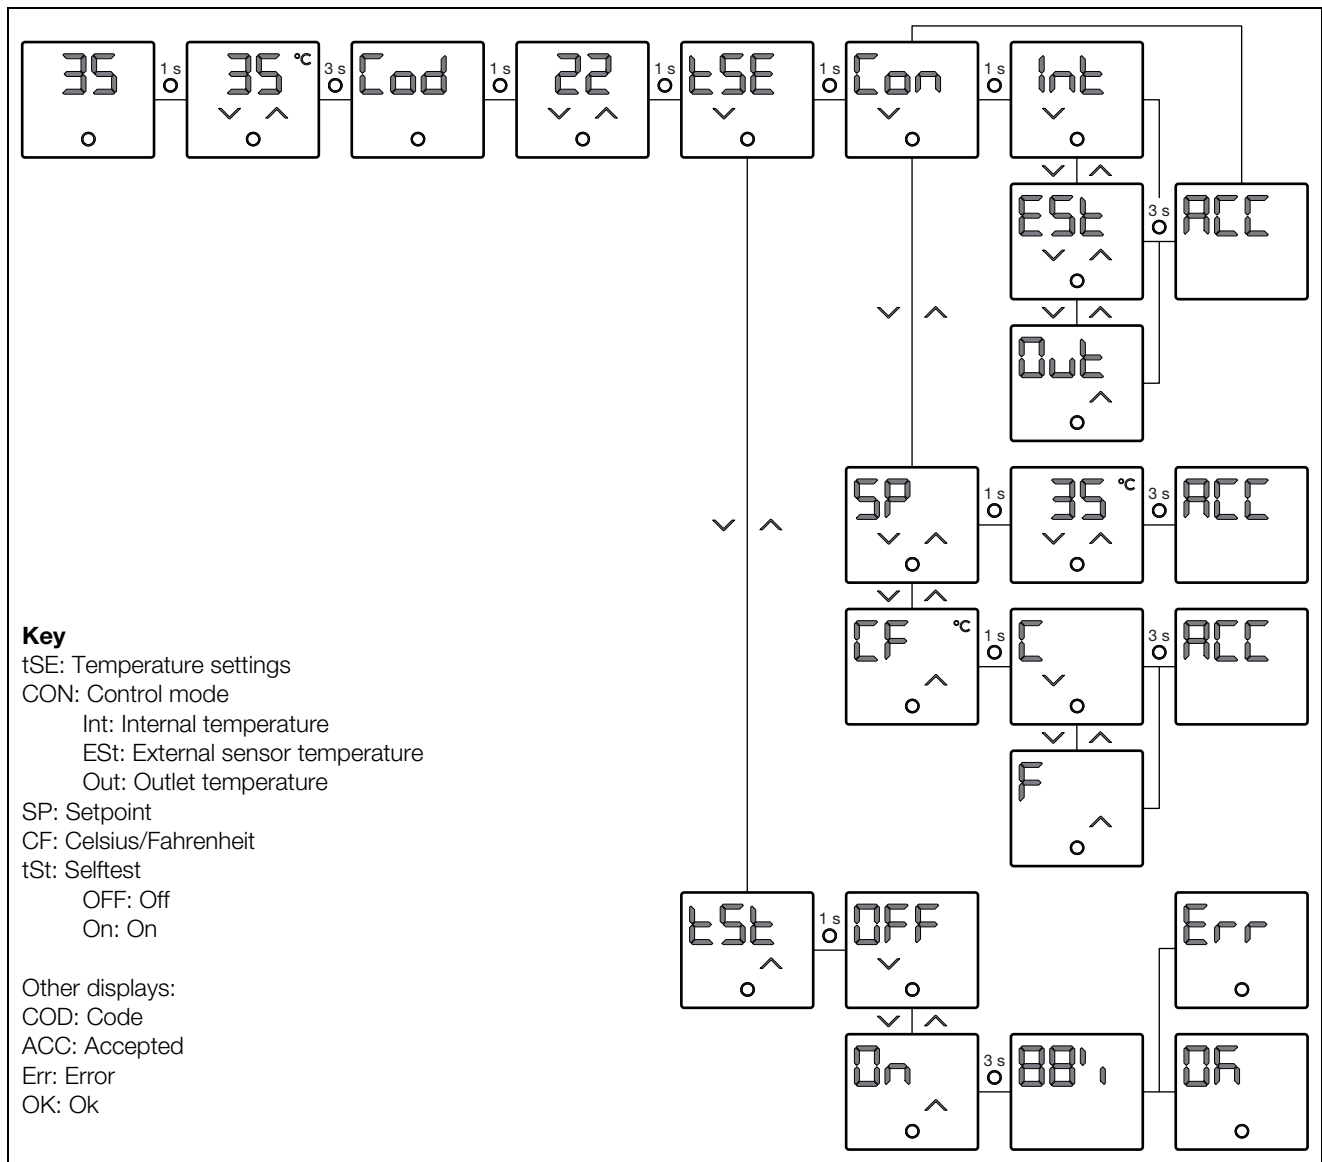 35 1 s 35 °C 3 s Cod 1 s 22 1 s tSE 1 s Con 1 s Int
ESt 3 s ACC
Out
SP 1 s 35 °C 3 s ACC
CF °C 1 s C 3 s ACC
F
tSt 1 s OFF Err
On 3 s 88 OK
Key
tSE: Temperature settings
CON: Control mode
Int: Internal temperature
ESt: External sensor temperature
Out: Outlet temperature
SP: Setpoint
CF: Celsius/Fahrenheit
tSt: Selftest
OFF: Off
On: On
Other displays:
COD: Code
ACC: Accepted
Err: Error
OK: Ok